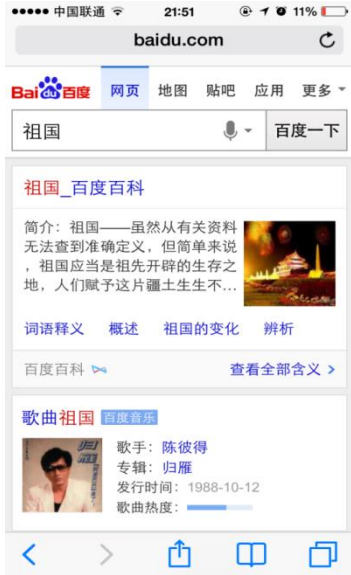 中国联通 21:51 11%
baidu.com
Bai百度 网页 地图 贴吧 应用 更多
祖国 百度一下
祖国_百度百科
简介：祖国——虽然从有关资料
无法查到准确定义，但简单来说
，祖国应当是祖先开辟的生存之
地，人们赋予这片疆土生生不...
词语释义 概述 祖国的变化 辨析
百度百科 查看全部含义 >
歌曲祖国 百度音乐
归雁
歌手：陈彼得
专辑：归雁
发行时间：1988-10-12
歌曲热度：